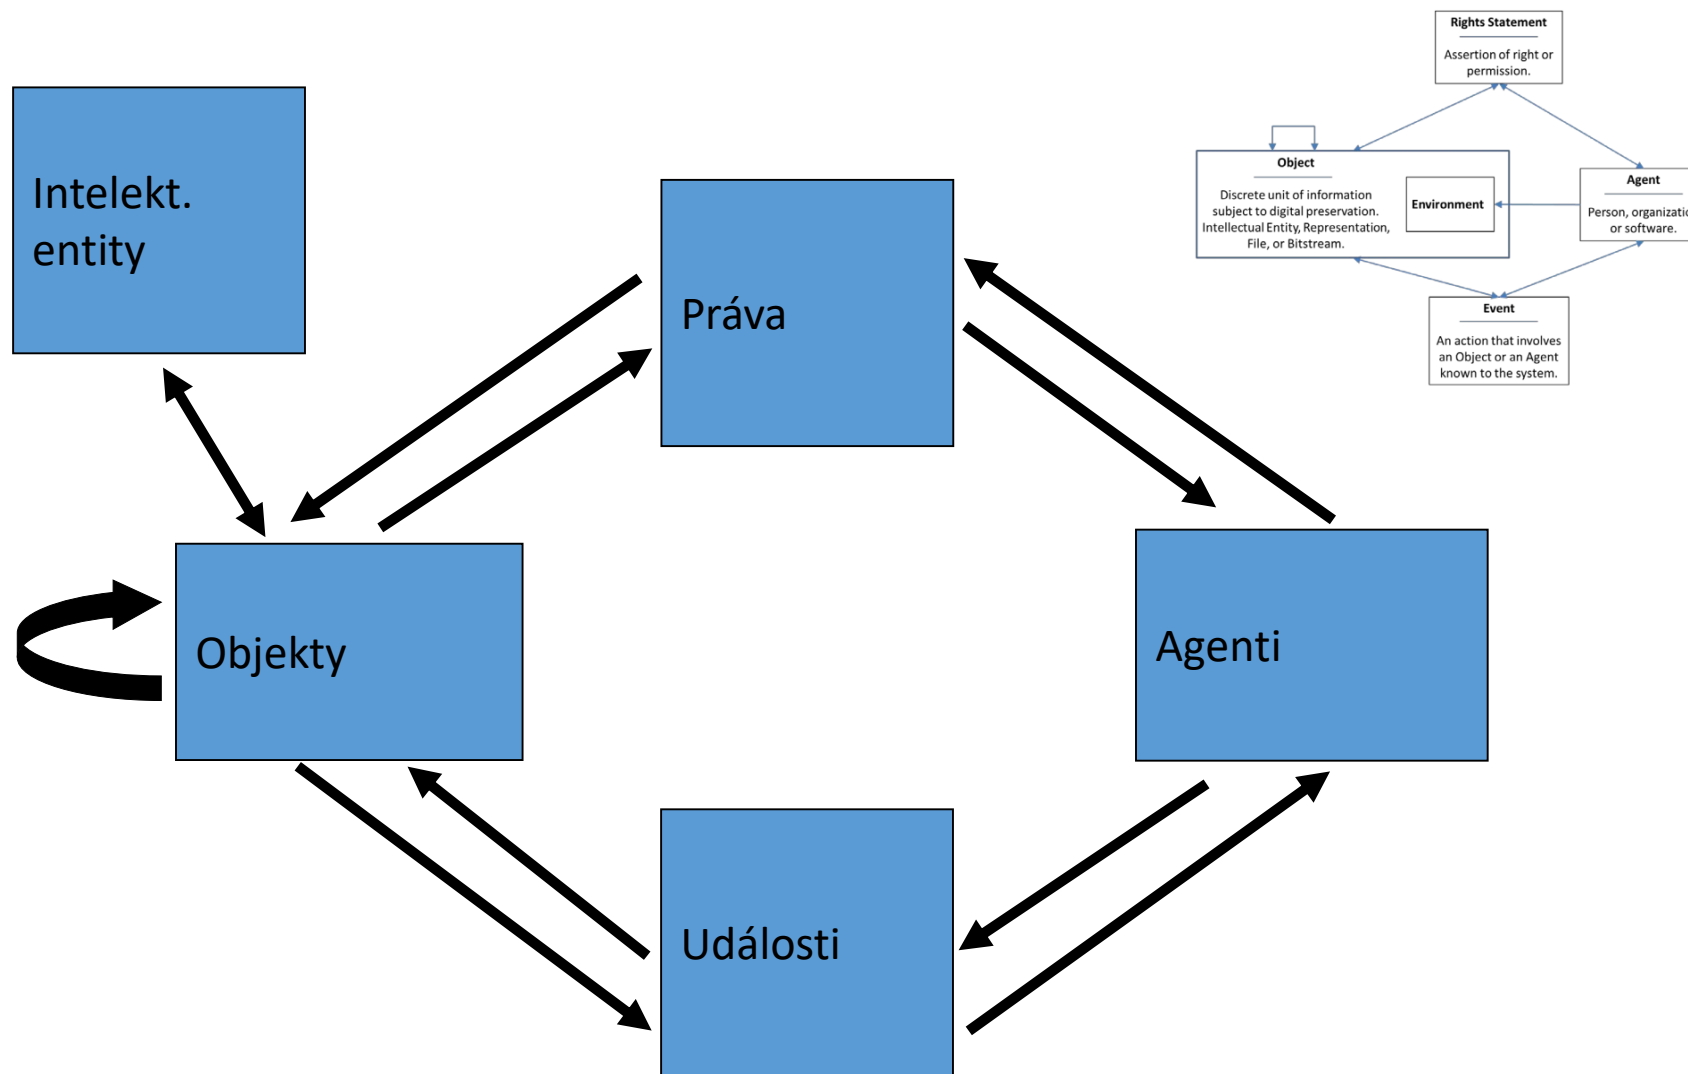 Intelekt.
entity
Práva
Objekty
Agenti
Události
Rights Statement
Assertion of right or
permission.
Object
Discrete unit of information
subject to digital preservation.
Intellectual Entity, Representation,
File, or Bitstream.
Environment
Agent
Person, organizatio
or software.
Event
An action that involves
an Object or an Agent
known to the system.